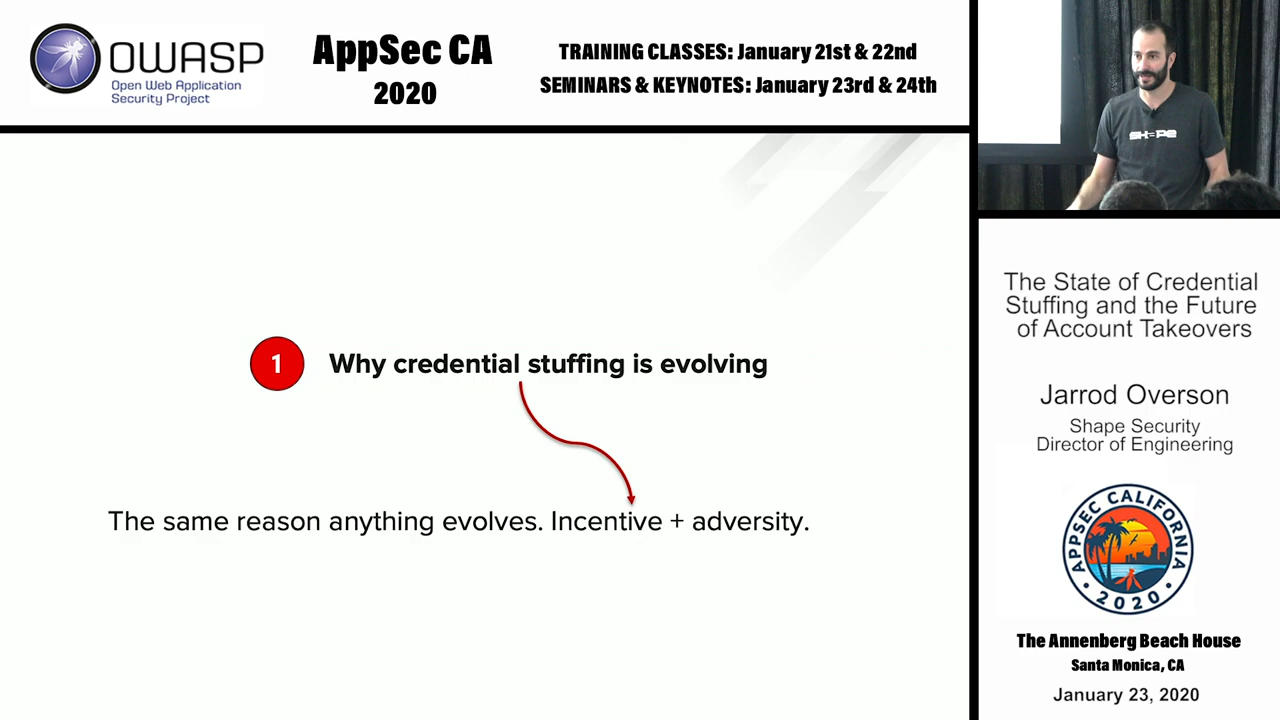 OWASP
Open Web Application
Security Project
AppSec CA
2020
TRAINING CLASSES: January 21st & 22nd
SEMINARS & KEYNOTES: January 23rd & 24th
SHAPE
1 Why credential stuffing is evolving
The same reason anything evolves. Incentive + adversity.
The State of Credential
Stuffing and the Future
of Account Takeovers
Jarrod Overson
Shape Security
Director of Engineering
APPSEC CALIFORNIA
• 2020 •
The Annenberg Beach House
Santa Monica, CA
January 23, 2020